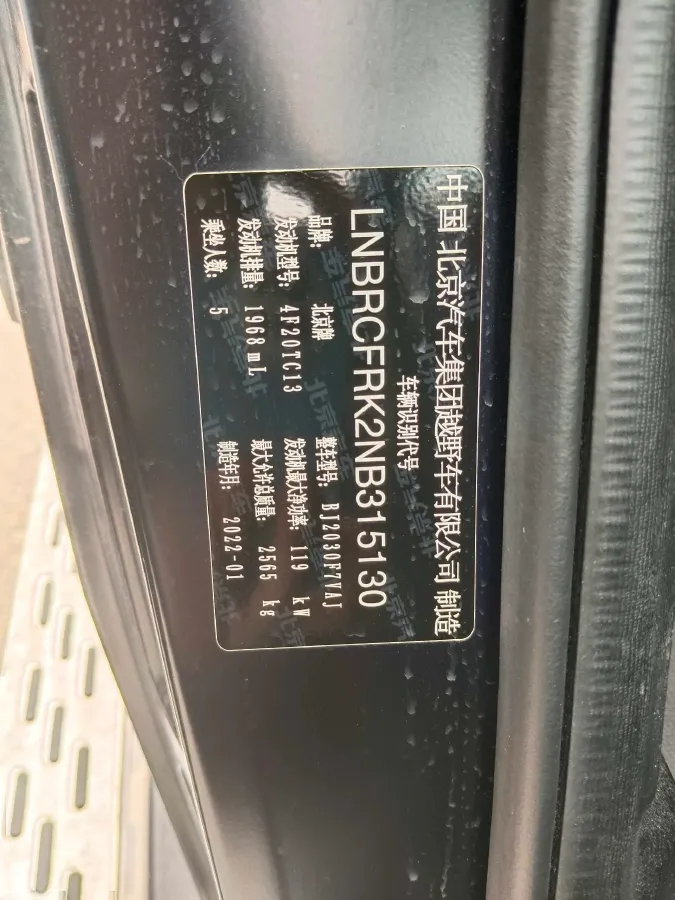 中国 北京汽车集团越野车有限公司 制造
车辆识别代号
LNBRCFRK2NB315130
品牌： 北京牌 整车型号： BJ2030F7VAJ
发动机型号： 4F20TC13 发动机最大净功率： 119 kW
发动机排量： 1968mL 最大允许总质量： 2565 kg
乘坐人数： 5 制造年月： 2022-01